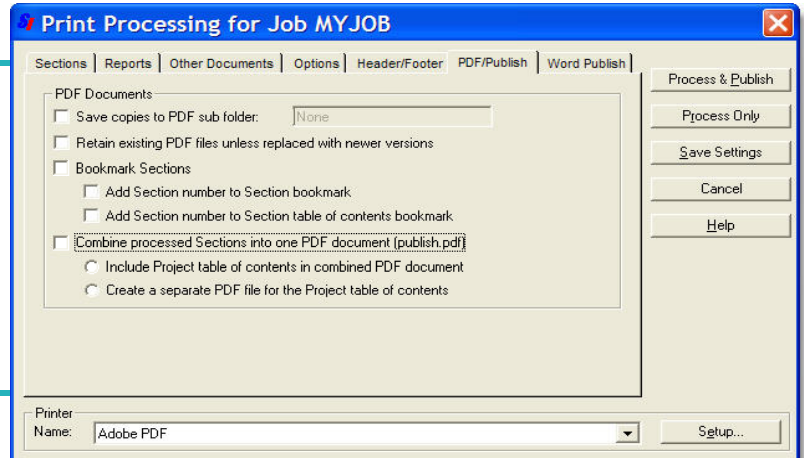 SI Print Processing for Job MYJOB
Sections Reports Other Documents Options Header/Footer PDF/Publish Word Publish
PDF Documents
Save copies to PDF sub folder: None
Retain existing PDF files unless replaced with newer versions
Bookmark Sections
Add Section number to Section bookmark
Add Section number to Section table of contents bookmark
Combine processed Sections into one PDF document (publish.pdf)
Include Project table of contents in combined PDF document
Create a separate PDF file for the Project table of contents
Process & Publish
Process Only
Save Settings
Cancel
Help
Printer
Name: Adobe PDF Setup...